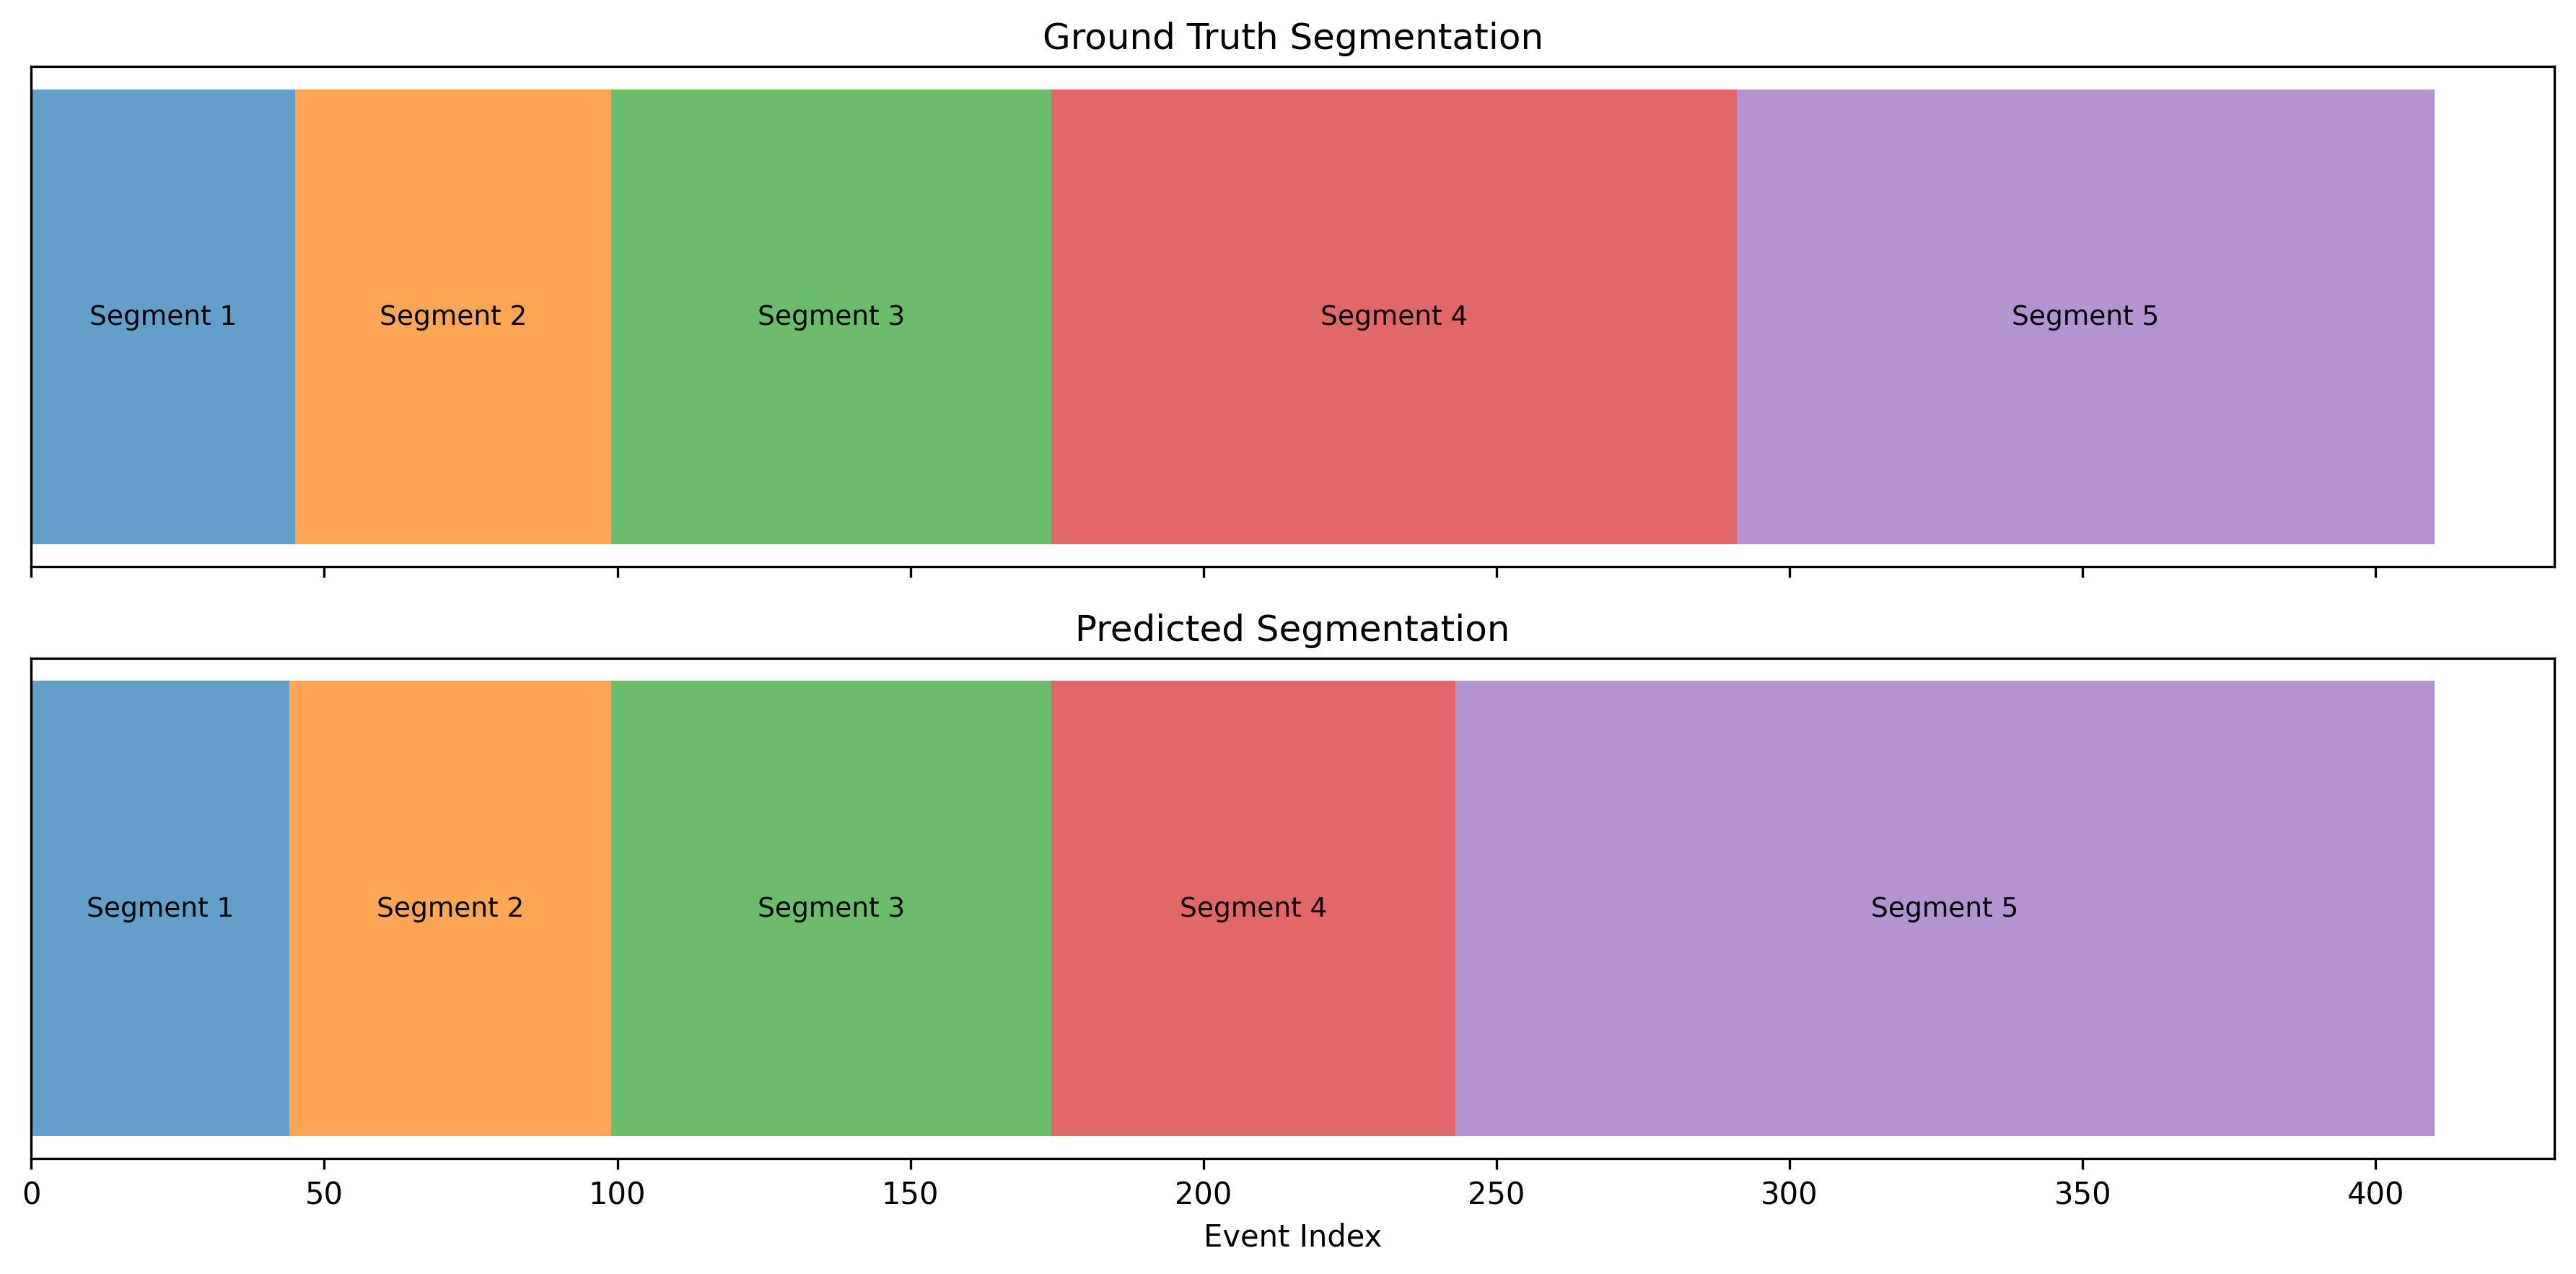 Ground Truth Segmentation
Segment 1 Segment 2 Segment 3 Segment 4 Segment 5
Predicted Segmentation
Segment 1 Segment 2 Segment 3 Segment 4 Segment 5
0 50 100 150 200 250 300 350 400
Event Index